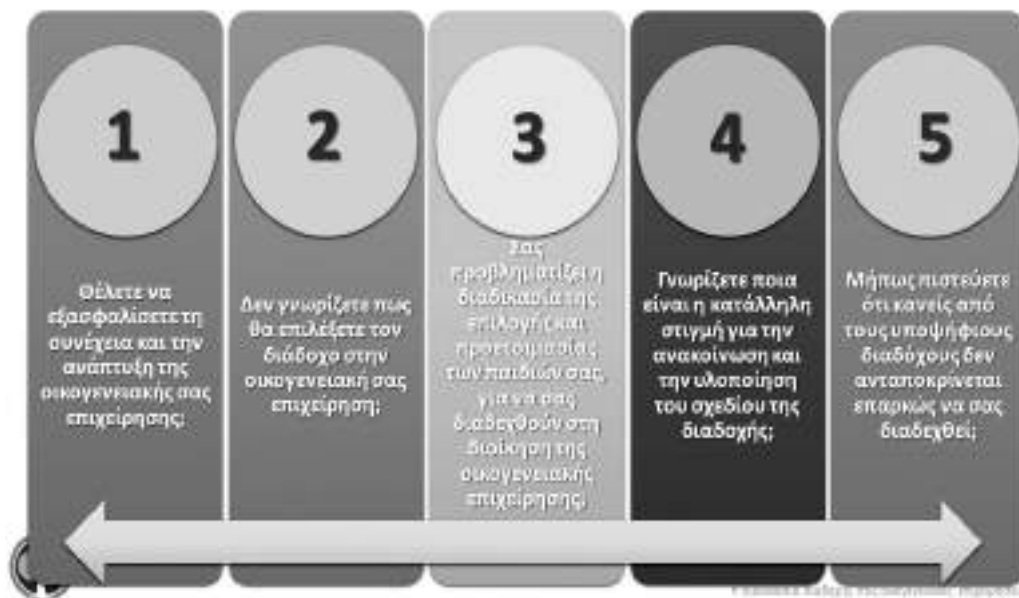 1
Θέλετε να
εξασφαλίσετε τη
συνέχεια και την
ανάπτυξη της
οικογενειακής σας
επιχείρησης;
2
Δεν γνωρίζετε πως
θα επιλέξετε τον
διάδοχο στην
οικογενειακή σας
επιχείρηση;
3
Σας
προβληματίζει η
διαδικασία της
επιλογής και
προετοιμασίας
των παιδιών σας,
για να σας
διαδεχθούν στη
διοίκηση της
οικογενειακής
επιχείρησης;
4
Γνωρίζετε ποια
είναι η κατάλληλη
στιγμή για την
ανακοίνωση και
την υλοποίηση
του σχεδίου της
διαδοχής;
5
Μήπως πιστεύετε
ότι κανείς από
τους υποψήφιους
διαδόχους δεν
ανταποκρίνεται
επαρκώς να σας
διαδεχθεί;